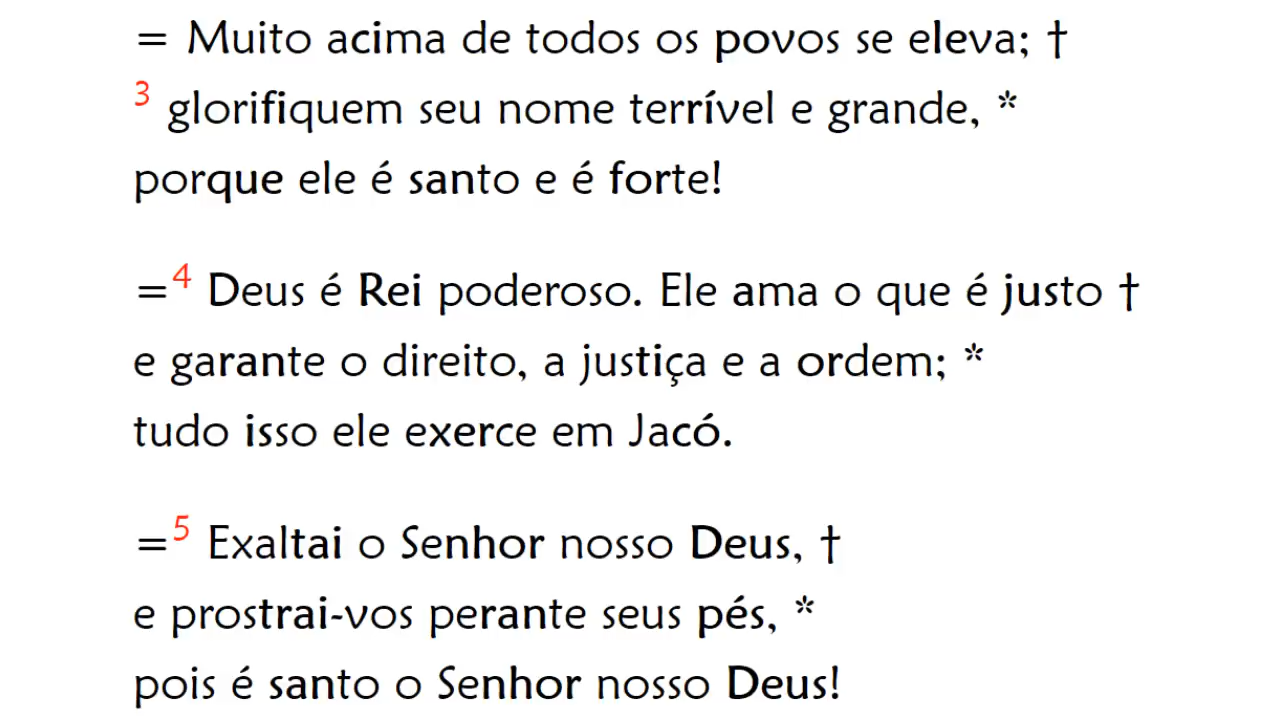 = Muito acima de todos os povos se eleva; †
3 glorifiquem seu nome terrível e grande, *
porque ele é santo e é forte!
=4 Deus é Rei poderoso. Ele ama o que é justo †
e garante o direito, a justiça e a ordem; *
tudo isso ele exerce em Jacó.
=5 Exaltai o Senhor nosso Deus, †
e prostrai-vos perante seus pés, *
pois é santo o Senhor nosso Deus!